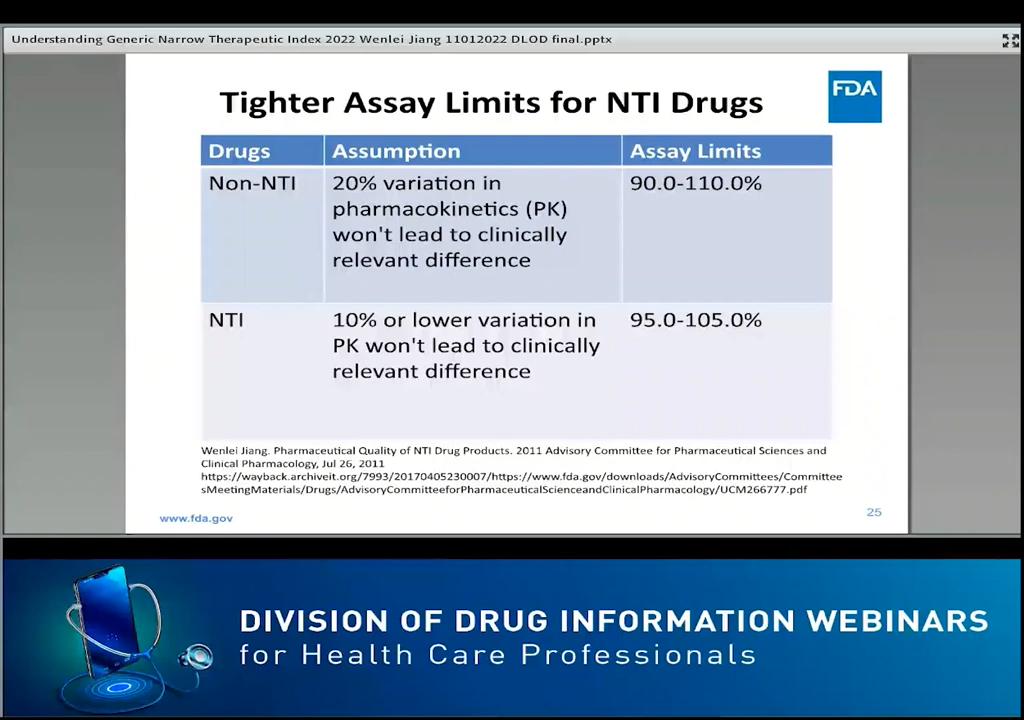 Understanding Generic Narrow Therapeutic Index 2022 Wenlei Jiang 11012022 DLOD final.pptx
Tighter Assay Limits for NTI Drugs
FDA
Drugs Assumption Assay Limits
Non-NTI 20% variation in 90.0-110.0%
pharmacokinetics (PK)
won't lead to clinically
relevant difference
NTI 10% or lower variation in 95.0-105.0%
PK won't lead to clinically
relevant difference
Wenlei Jiang. Pharmaceutical Quality of NTI Drug Products. 2011 Advisory Committee for Pharmaceutical Sciences and
Clinical Pharmacology, Jul 26, 2011
https://wayback.archiveit.org/7993/20170405230007/https://www.fda.gov/downloads/AdvisoryCommittees/Committee
sMeetingMaterials/Drugs/AdvisoryCommitteeforPharmaceuticalScienceandClinicalPharmacology/UCM266777.pdf
www.fda.gov 25
DIVISION OF DRUG INFORMATION WEBINARS
for Health Care Professionals